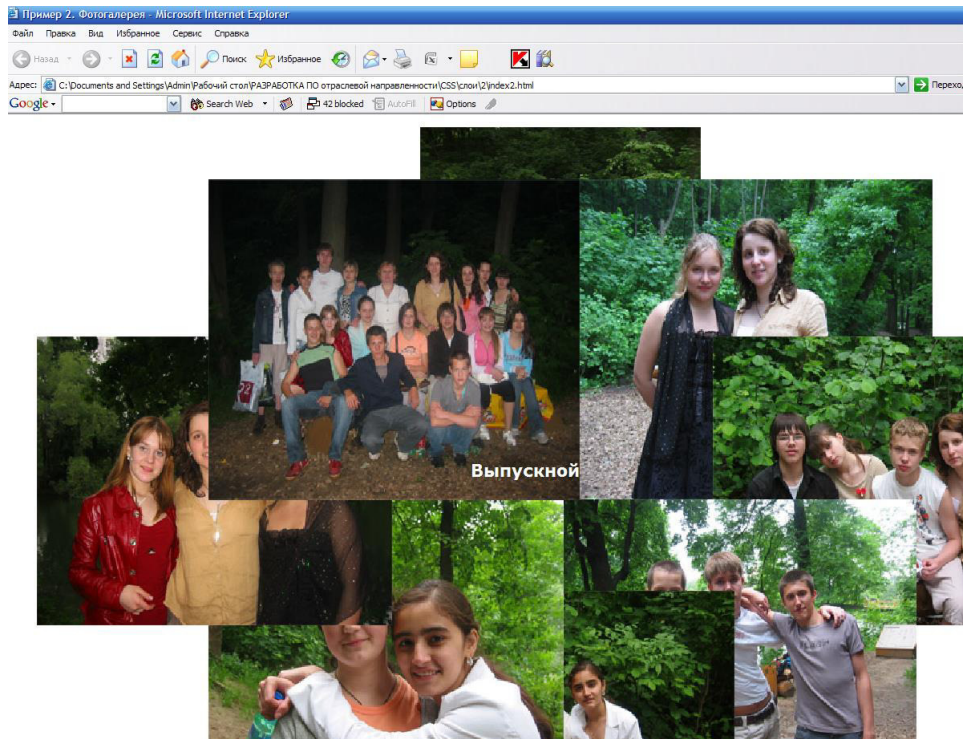 Пример 2. Фотогалерея - Microsoft Internet Explorer
Файл Правка Вид Избранное Сервис Справка
Назад Поиск Избранное
Адрес: C:\Documents and Settings\Admin\Рабочий стол\РАЗРАБОТКА ПО отраслевой направленности\CSS\слои\2\index2.html Переход
Google Search Web 42 blocked AutoFill Options
Выпускной